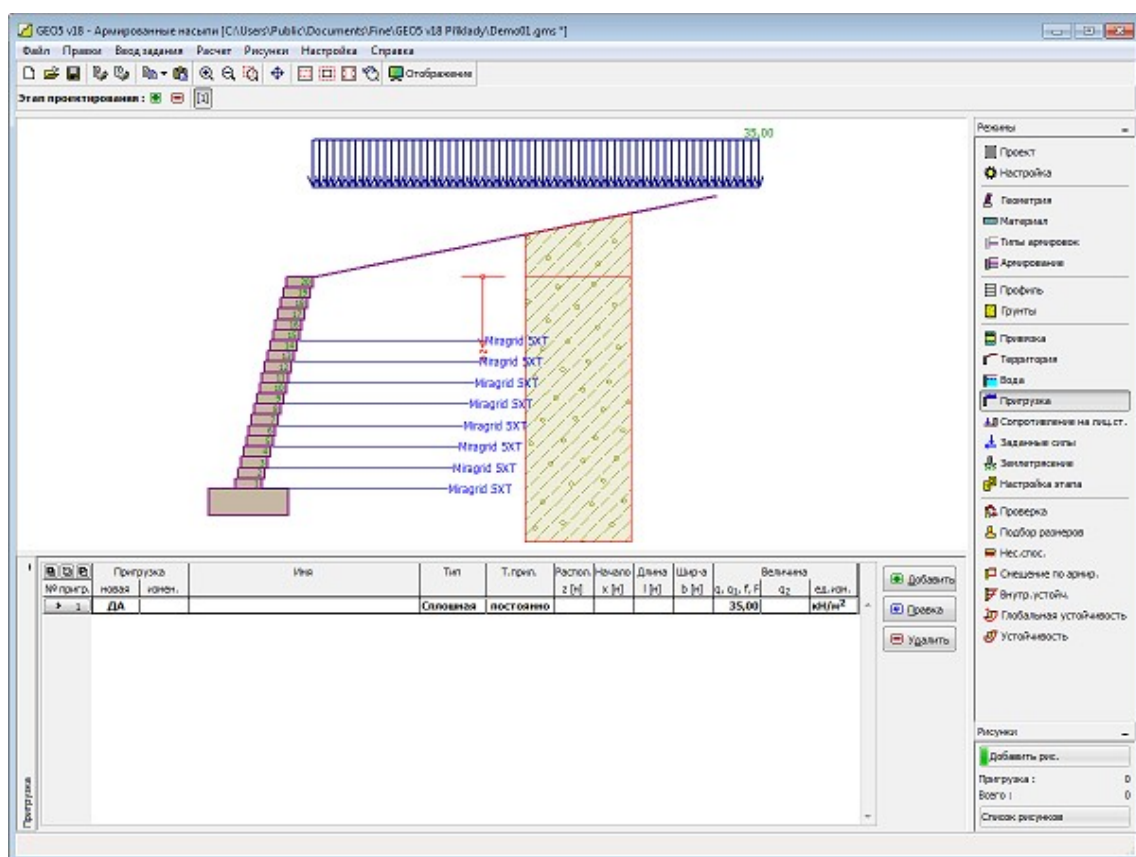 GEO5 v18 - Армированные насыпи [C:\Users\Public\Documents\Fine\GEO5 v18 Příklady\Demo01.gms *]
Файл Правки Ввод задания Расчет Рисунки Настройка Справка
Отображение
Этап проектирования : [1]
35,00
Miragrid 5XT
Miragrid 5XT
Miragrid 5XT
Miragrid 5XT
Miragrid 5XT
Miragrid 5XT
Miragrid 5XT
Miragrid 5XT
Режимы
Проект
Настройка
Геометрия
Материал
Типы армировок
Армирование
Профиль
Грунты
Привязка
Территория
Вода
Пригрузка
Сопротивление на лиц.ст.
Заданные силы
Землетрясение
Настройка этапа
Проверка
Подбор размеров
Нес.спос.
Смещение по армир.
Внутр.устойч.
Глобальная устойчивость
Устойчивость
Пригрузка Имя Тип Т.прил. Распол. Начало Длина Шир-а Величина
№ пригр. новая измен. z [м] x [м] l [м] b [м] q, q1, f, F q2 ед.изм.
1 ДА Сплошная постоянно 35,00 кН/м²
Добавить
Правка
Удалить
Пригрузка
Рисунки
Добавить рис.
Пригрузка : 0
Всего : 0
Список рисунков